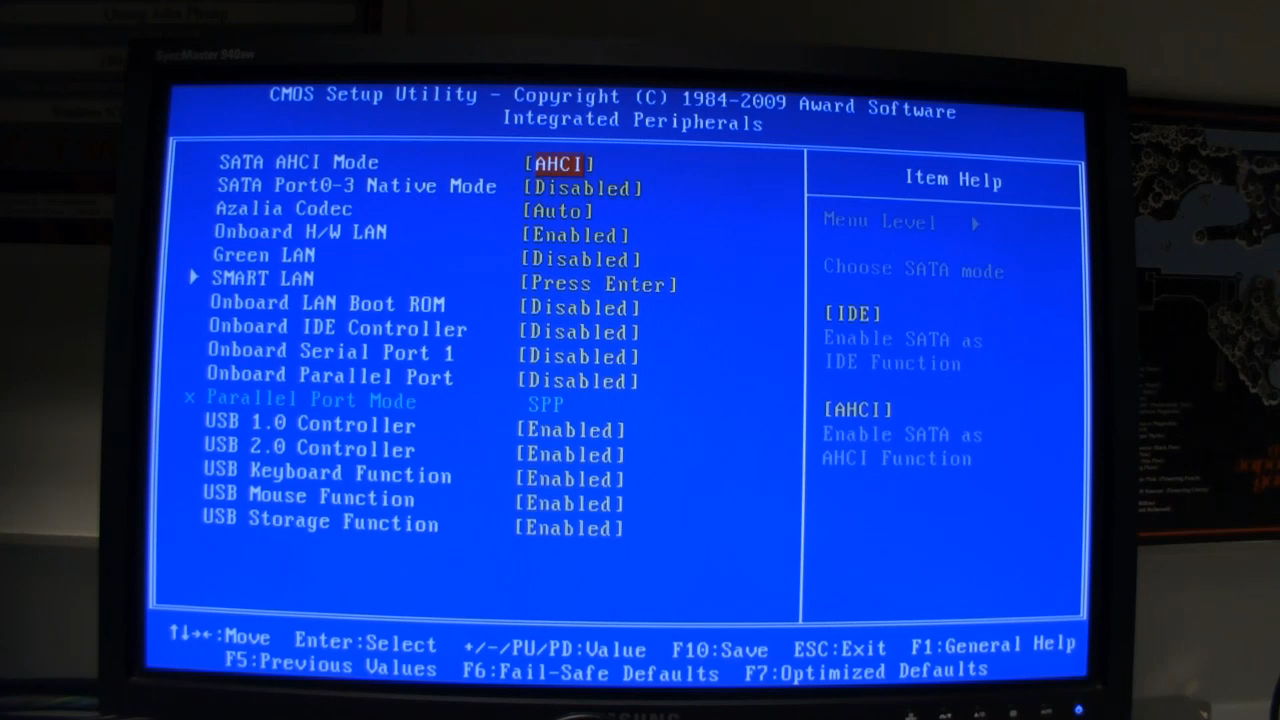 SyncMaster 940nw
CMOS Setup Utility - Copyright (C) 1984-2009 Award Software
Integrated Peripherals
SATA AHCI Mode [AHCI]
SATA Port0-3 Native Mode [Disabled]
Azalia Codec [Auto]
Onboard H/W LAN [Enabled]
Green LAN [Disabled]
▶ SMART LAN [Press Enter]
Onboard LAN Boot ROM [Disabled]
Onboard IDE Controller [Disabled]
Onboard Serial Port 1 [Disabled]
Onboard Parallel Port [Disabled]
x Parallel Port Mode SPP
USB 1.0 Controller [Enabled]
USB 2.0 Controller [Enabled]
USB Keyboard Function [Enabled]
USB Mouse Function [Enabled]
USB Storage Function [Enabled]
Item Help
Menu Level ▶
Choose SATA mode
[IDE]
Enable SATA as
IDE Function
[AHCI]
Enable SATA as
AHCI Function
↑↓→←:Move Enter:Select +/-/PU/PD:Value F10:Save ESC:Exit F1:General Help
F5:Previous Values F6:Fail-Safe Defaults F7:Optimized Defaults
SAMSUNG